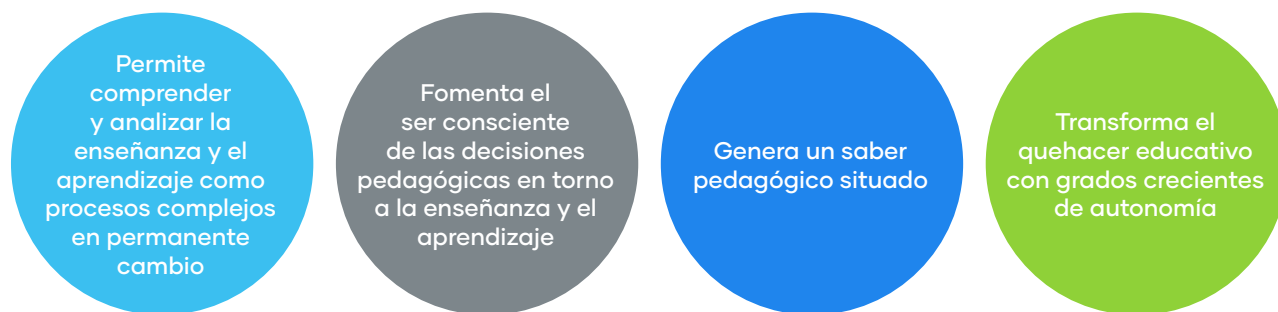 Permite
comprender
y analizar la
enseñanza y el
aprendizaje como
procesos complejos
en permanente
cambio
Fomenta el
ser consciente
de las decisiones
pedagógicas en torno
a la enseñanza y el
aprendizaje
Genera un saber
pedagógico situado
Transforma el
quehacer educativo
con grados crecientes
de autonomía